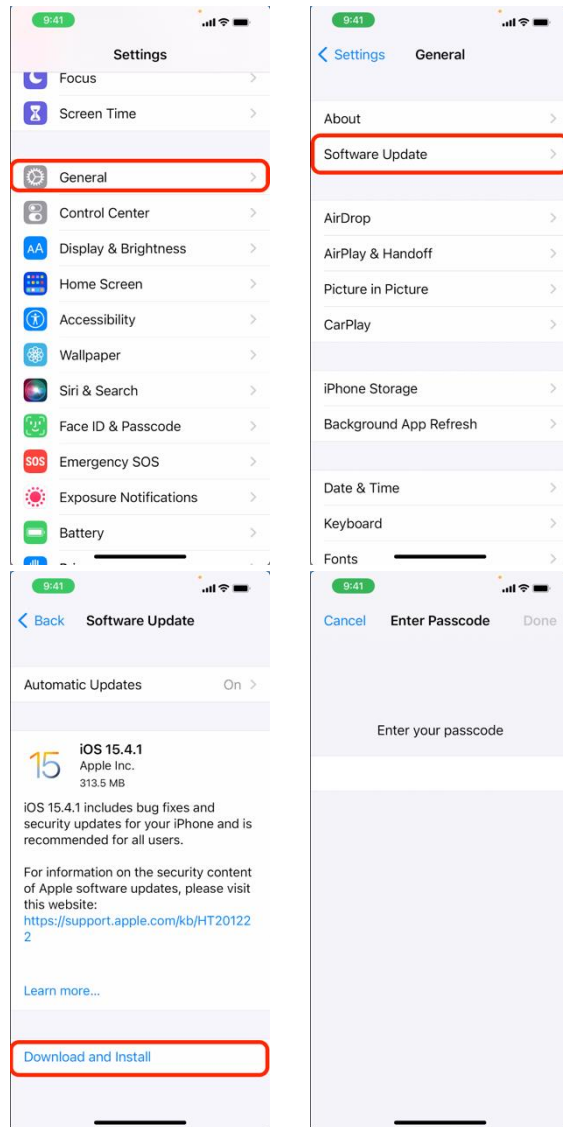 9:41
Settings
Focus
Screen Time
General
Control Center
AA Display & Brightness
Home Screen
Accessibility
Wallpaper
Siri & Search
Face ID & Passcode
SOS Emergency SOS
Exposure Notifications
Battery
9:41
Settings General
About
Software Update
AirDrop
AirPlay & Handoff
Picture in Picture
CarPlay
iPhone Storage
Background App Refresh
Date & Time
Keyboard
Fonts
9:41
Back Software Update
Automatic Updates On
15
iOS 15.4.1
Apple Inc.
313.5 MB
iOS 15.4.1 includes bug fixes and
security updates for your iPhone and is
recommended for all users.
For information on the security content
of Apple software updates, please visit
this website:
https://support.apple.com/kb/HT20122
2
Learn more...
Download and Install
9:41
Cancel Enter Passcode Done
Enter your passcode